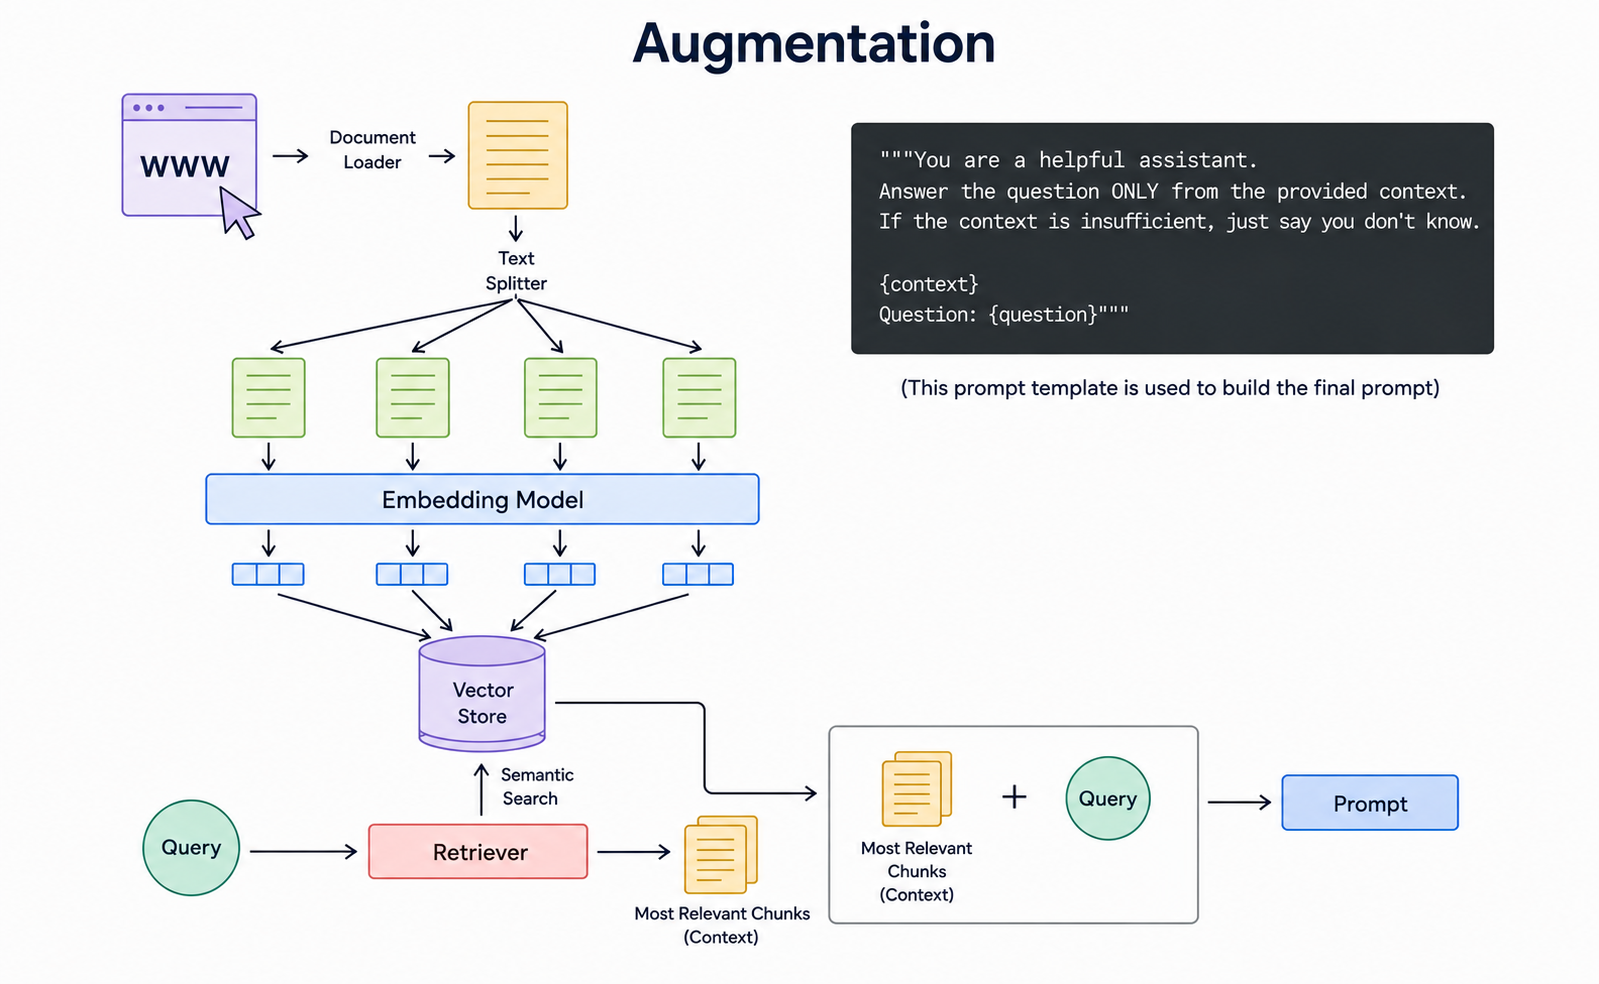 Augmentation
www
Document
Loader
Text
Splitter
"""You are a helpful assistant.
Answer the question ONLY from the provided context.
If the context is insufficient, just say you don't know.
{context}
Question: {question}"""
(This prompt template is used to build the final prompt)
Embedding Model
Vector
Store
Semantic
Search
Query
Retriever
Most Relevant Chunks
(Context)
Most Relevant
Chunks
(Context)
+
Query
Prompt